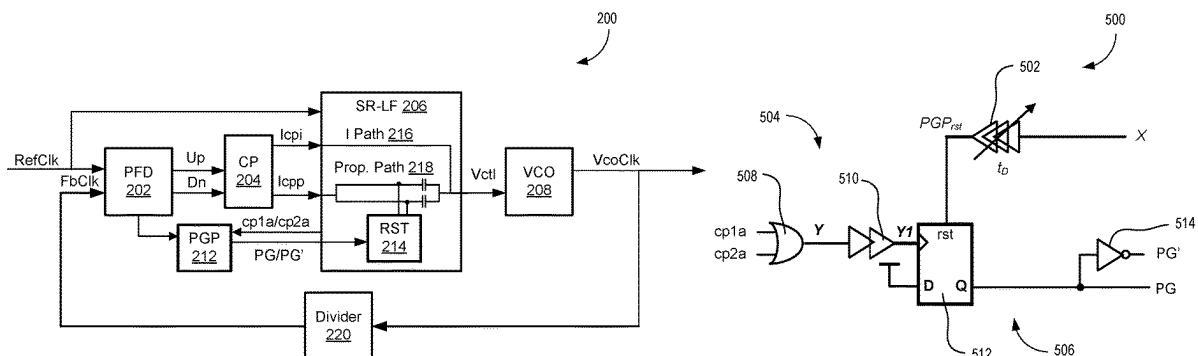 200
SR-LF 206
RefClk
FbClk
PFD
202
Up
Dn
CP
204
Icpi
Icpp
I Path 216
Prop. Path 218
Vctl
VCO
208
VcoClk
cp1a/cp2a
PGP
212
PG/PG'
RST
214
Divider
220
500
502
PGPrst
tD
X
504
508
510
cp1a
cp2a
Y
Y1
rst
D
Q
514
PG'
PG
512
506